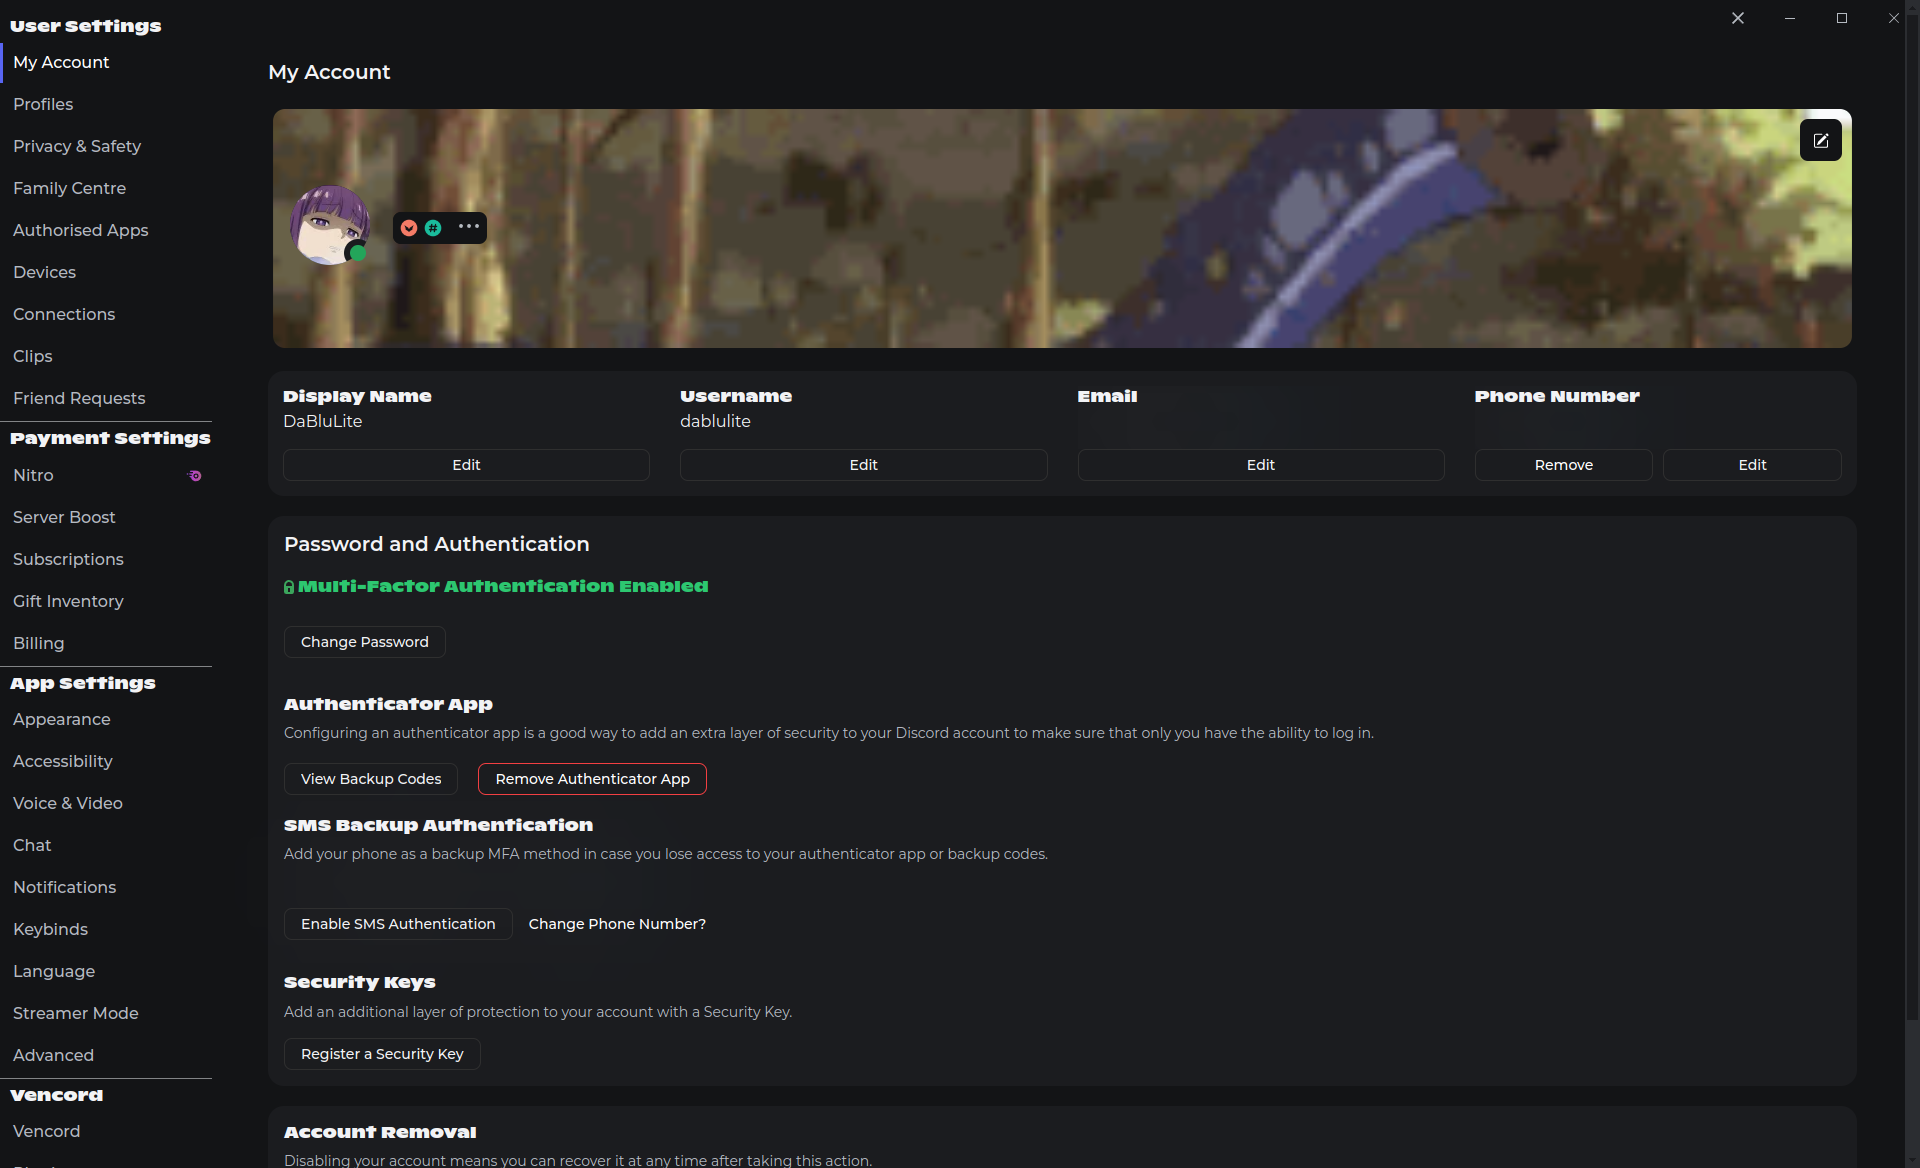 User Settings
My Account
Profiles
Privacy & Safety
Family Centre
Authorised Apps
Devices
Connections
Clips
Friend Requests
Payment Settings
Nitro
Server Boost
Subscriptions
Gift Inventory
Billing
App Settings
Appearance
Accessibility
Voice & Video
Chat
Notifications
Keybinds
Language
Streamer Mode
Advanced
Vencord
Vencord
My Account
Display Name
DaBluLite
Edit
Username
dablulite
Edit
Email
Edit
Phone Number
Remove
Edit
Password and Authentication
Multi-Factor Authentication Enabled
Change Password
Authenticator App
Configuring an authenticator app is a good way to add an extra layer of security to your Discord account to make sure that only you have the ability to log in.
View Backup Codes
Remove Authenticator App
SMS Backup Authentication
Add your phone as a backup MFA method in case you lose access to your authenticator app or backup codes.
Enable SMS Authentication
Change Phone Number?
Security Keys
Add an additional layer of protection to your account with a Security Key.
Register a Security Key
Account Removal
Disabling your account means you can recover it at any time after taking this action.